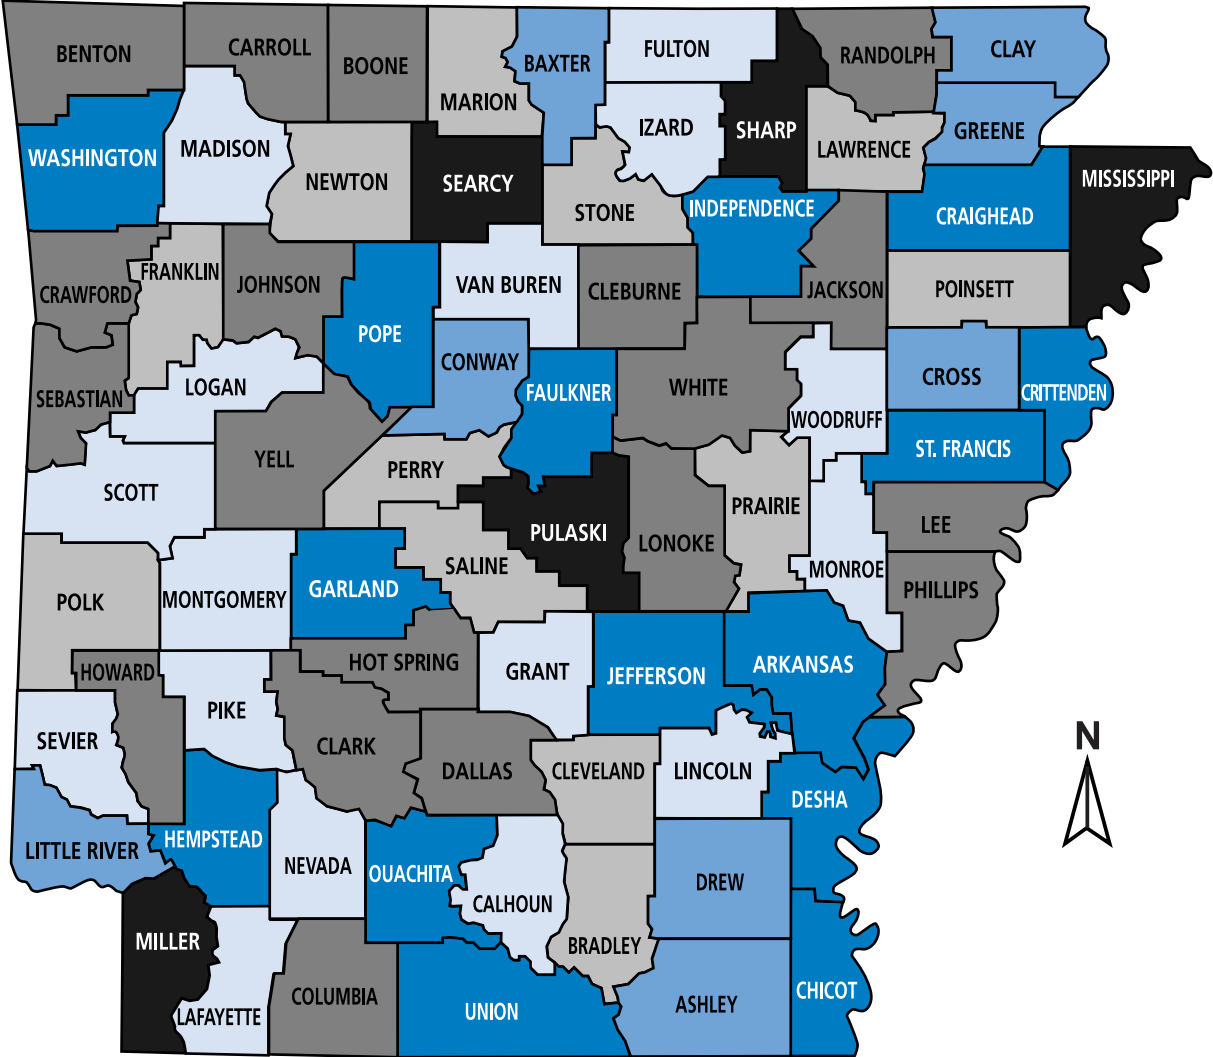 BENTON
CARROLL
BOONE
MARION
BAXTER
FULTON
RANDOLPH
CLAY
WASHINGTON
MADISON
NEWTON
SEARCY
STONE
IZARD
SHARP
LAWRENCE
GREENE
MISSISSIPPI
INDEPENDENCE
CRAIGHEAD
CRAWFORD
FRANKLIN
JOHNSON
POPE
VAN BUREN
CLEBURNE
JACKSON
POINSETT
SEBASTIAN
LOGAN
CONWAY
FAULKNER
WHITE
WOODRUFF
CROSS
CRITTENDEN
SCOTT
YELL
PERRY
PULASKI
LONOKE
PRAIRIE
ST. FRANCIS
LEE
POLK
MONTGOMERY
GARLAND
SALINE
MONROE
PHILLIPS
HOWARD
PIKE
HOT SPRING
GRANT
JEFFERSON
ARKANSAS
SEVIER
CLARK
DALLAS
CLEVELAND
LINCOLN
DESHA
N
LITTLE RIVER
HEMPSTEAD
NEVADA
OUACHITA
CALHOUN
DREW
MILLER
LAFAYETTE
COLUMBIA
UNION
BRADLEY
ASHLEY
CHICOT